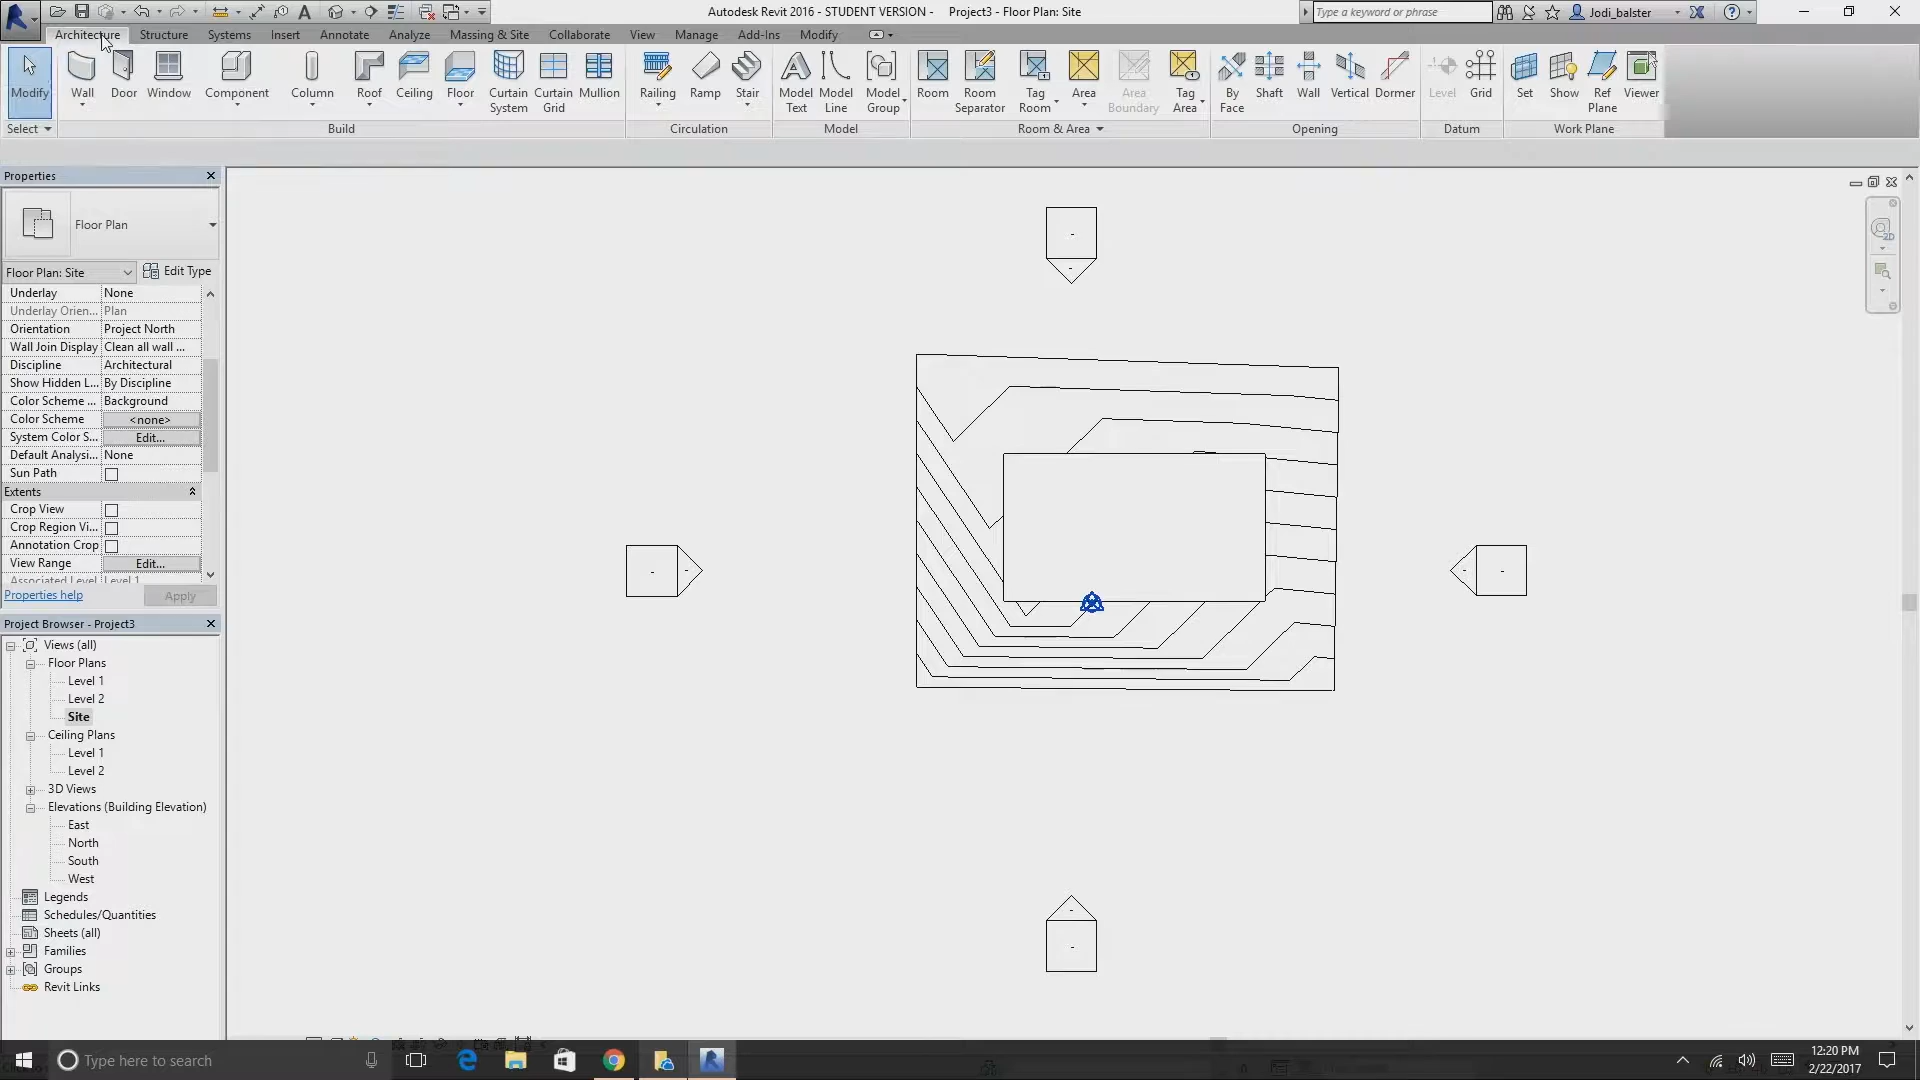 Autodesk Revit 2016 - STUDENT VERSION - Project3 - Floor Plan: Site
Type a keyword or phrase
Jodi_balster
Architecture Structure Systems Insert Annotate Analyze Massing & Site Collaborate View Manage Add-Ins Modify
Modify Wall Door Window Component Column Roof Ceiling Floor Curtain System Curtain Grid Mullion Railing Ramp Stair Model Text Model Line Model Group Room Room Separator Tag Room Area Area Boundary Tag Area By Face Shaft Wall Vertical Dormer Level Grid Set Show Ref Plane Viewer
Select Build Circulation Model Room & Area Opening Datum Work Plane
Properties
Floor Plan
Floor Plan: Site Edit Type
Underlay None
Underlay Orien... Plan
Orientation Project North
Wall Join Display Clean all wall ...
Discipline Architectural
Show Hidden L... By Discipline
Color Scheme ... Background
Color Scheme <none>
System Color S... Edit...
Default Analysi... None
Sun Path
Extents
Crop View
Crop Region Vi...
Annotation Crop
View Range Edit...
Associated Level Level 1
Properties help Apply
Project Browser - Project3
Views (all)
Floor Plans
Level 1
Level 2
Site
Ceiling Plans
Level 1
Level 2
3D Views
Elevations (Building Elevation)
East
North
South
West
Legends
Schedules/Quantities
Sheets (all)
Families
Groups
Revit Links
2D
Type here to search
12:20 PM
2/22/2017